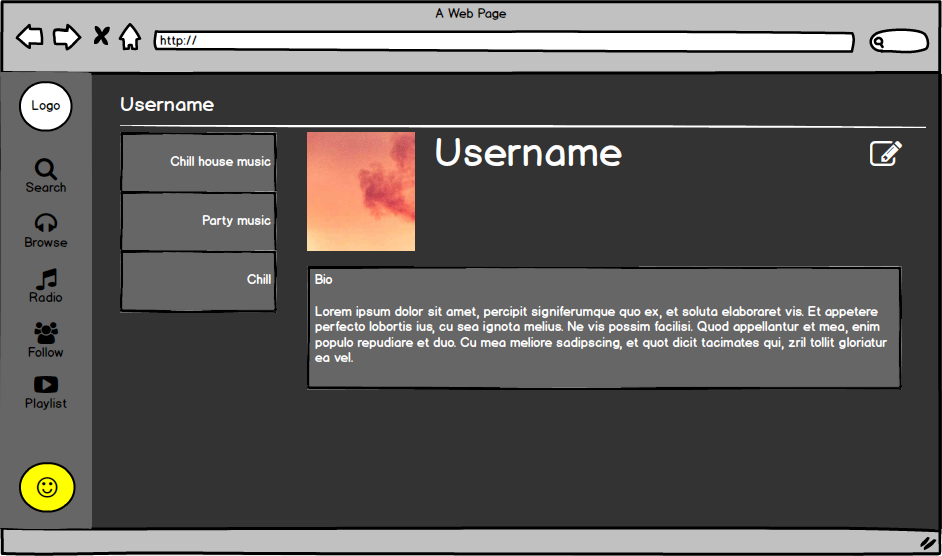 A Web Page
http://
Logo
Search
Browse
Radio
Follow
Playlist
Username
Chill house music
Party music
Chill
Username
Bio
Lorem ipsum dolor sit amet, percipit signiferumque quo ex, et soluta elaboraret vis. Et appetere
perfecto lobortis ius, cu sea ignota melius. Ne vis possim facilisi. Quod appellantur et mea, enim
populo repudiare et duo. Cu mea meliore sadipscing, et quot dicit tacimates qui, zril tollit gloriatur
ea vel.